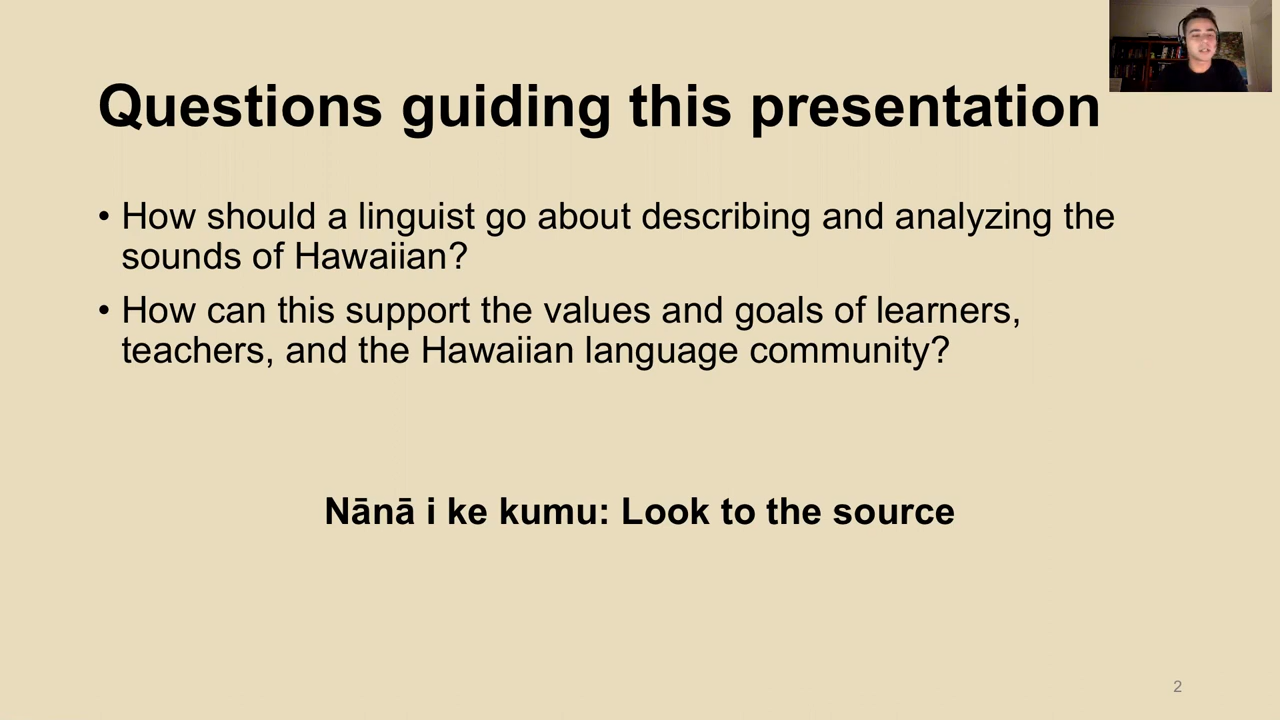 Questions guiding this presentation
• How should a linguist go about describing and analyzing the
sounds of Hawaiian?
• How can this support the values and goals of learners,
teachers, and the Hawaiian language community?
Nānā i ke kumu: Look to the source
2